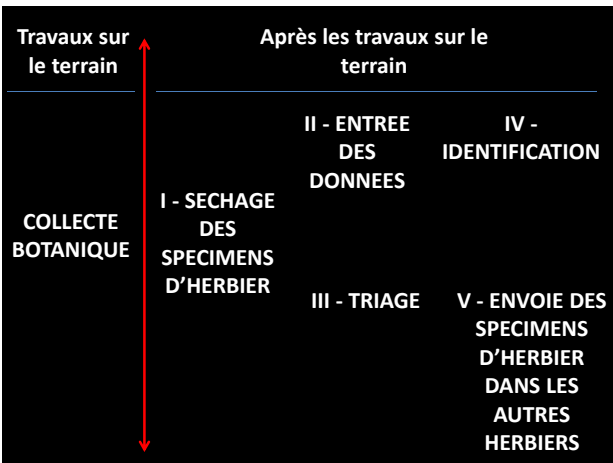 Travaux sur
le terrain
Après les travaux sur le
terrain
COLLECTE
BOTANIQUE
I - SECHAGE
DES
SPECIMENS
D’HERBIER
II - ENTREE
DES
DONNEES
III - TRIAGE
IV -
IDENTIFICATION
V - ENVOIE DES
SPECIMENS
D’HERBIER
DANS LES
AUTRES
HERBIERS